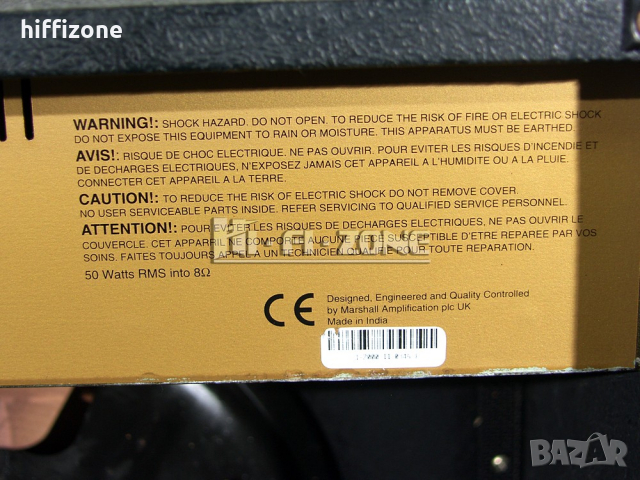 hiffizone
WARNING!: SHOCK HAZARD. DO NOT OPEN. TO REDUCE THE RISK OF FIRE OR ELECTRIC SHOCK
DO NOT EXPOSE THIS EQUIPMENT TO RAIN OR MOISTURE. THIS APPARATUS MUST BE EARTHED.
AVIS!: RISQUE DE CHOC ELECTRIQUE. NE PAS OUVRIR. POUR EVITER LES RISQUES D'INCENDIE ET
DE DECHARGES ELECTRIQUES, N'EXPOSEZ JAMAIS CET APPAREIL A L'HUMIDITE OU A LA PLUIE.
CONNECTER CET APPAREIL A LA TERRE.
CAUTION!: TO REDUCE THE RISK OF ELECTRIC SHOCK DO NOT REMOVE COVER.
NO USER SERVICEABLE PARTS INSIDE. REFER SERVICING TO QUALIFIED SERVICE PERSONNEL.
ATTENTION!: POUR EVITER LES RISQUES DE DECHARGES ELECTRIQUES, NE PAS OUVRIR LE
COUVERCLE. CET APPAREIL NE COMPORTE AUCUNE PIECE SUSCEPTIBLE D'ETRE REPAREE PAR VOS
SOINS. FAITES TOUJOURS APPEL A UN TECHNICIEN QUALIFIE POUR TOUTE REPARATION.
HI-FI ZONE
50 Watts RMS into 8Ω
CE
Designed, Engineered and Quality Controlled
by Marshall Amplification plc UK
Made in India
BAZAR